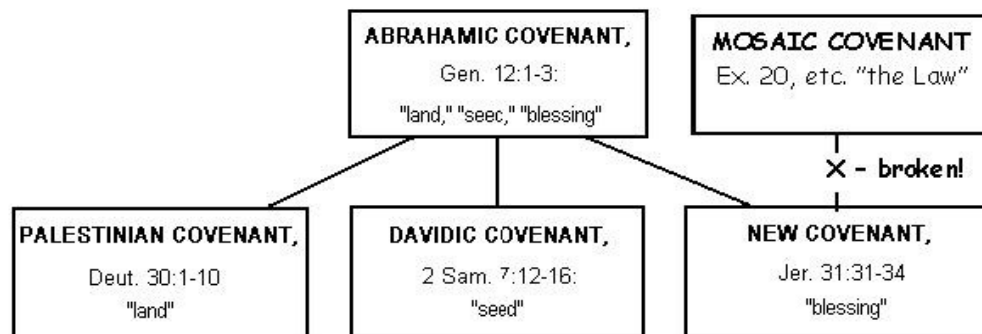 ABRAHAMIC COVENANT,
Gen. 12:1-3:
"land," "seec," "blessing"
MOSAIC COVENANT
Ex. 20, etc. "the Law"
X - broken!
PALESTINIAN COVENANT,
Deut. 30:1-10
"land"
DAVIDIC COVENANT,
2 Sam. 7:12-16:
"seed"
NEW COVENANT,
Jer. 31:31-34
"blessing"